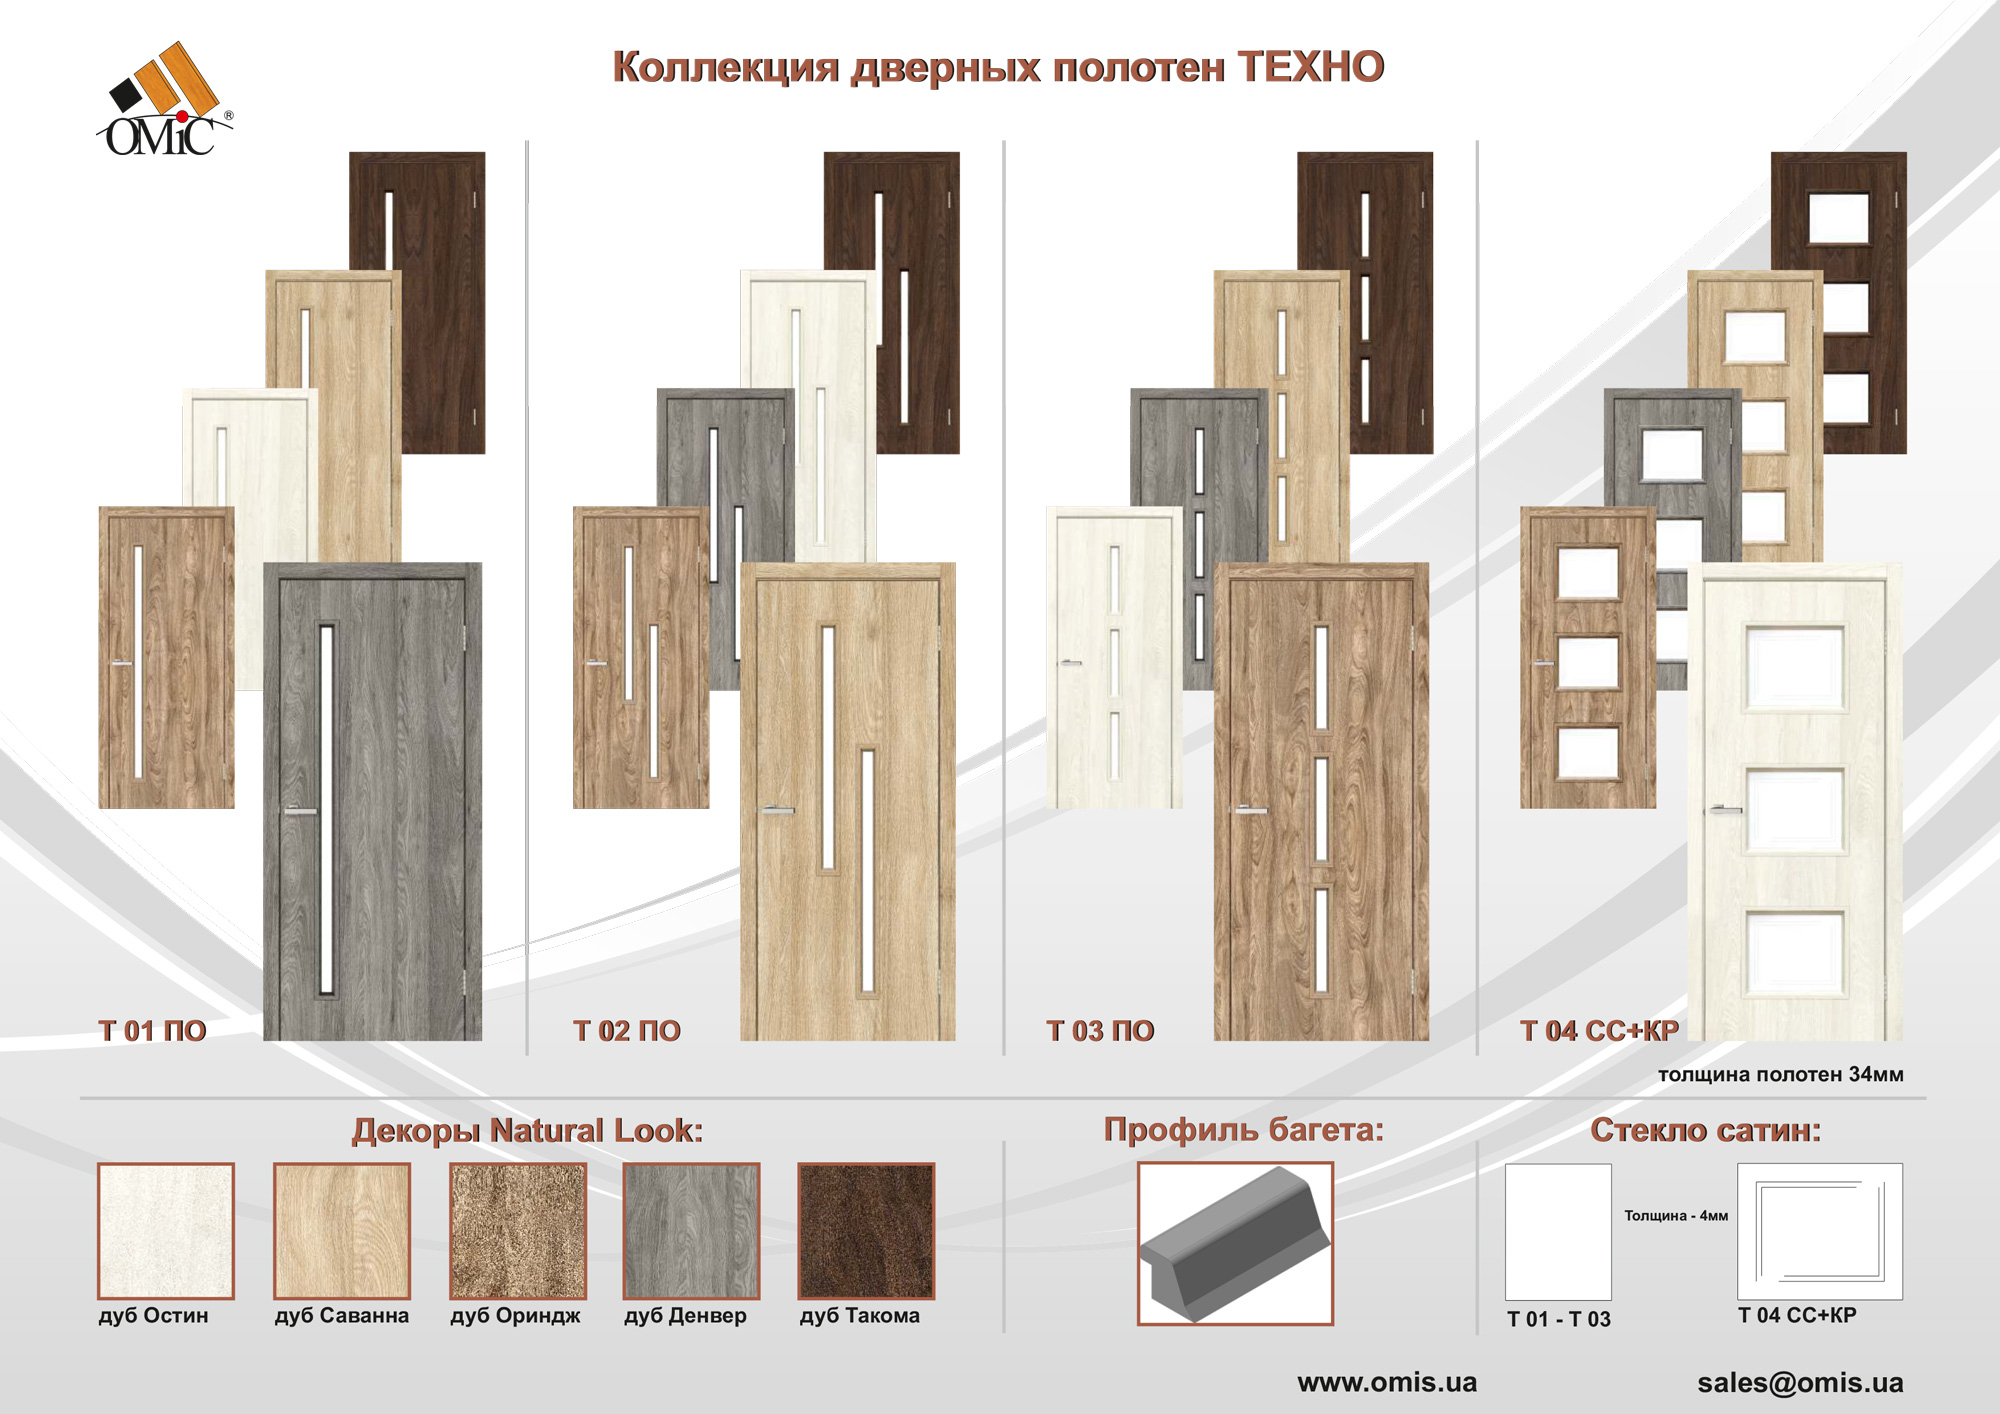 Коллекция дверных полотен ТЕХНО
ОМіС ®
Т 01 ПО
Т 02 ПО
Т 03 ПО
Т 04 СС+КР
толщина полотен 34мм
Декоры Natural Look:
Профиль багета:
Стекло сатин:
Толщина - 4мм
дуб Остин
дуб Саванна
дуб Ориндж
дуб Денвер
дуб Такома
Т 01 - Т 03
Т 04 СС+КР
www.omis.ua
sales@omis.ua